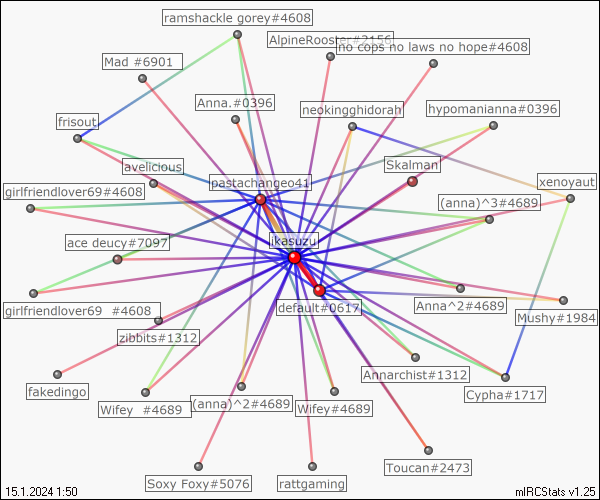 ramshackle gorey#4608
AlpineRooster#2156
no cops no laws no hope#4608
Mad #6901
Anna.#0396
neokingghidorah
hypomanianna#0396
frisout
avelicious
Skalman
pastachangeo41
xenoyaut
girlfriendlover69#4608
(anna)^3#4689
ace deucy#7097
ikasuzu
girlfriendlover69  #4608
default#0617
Anna^2#4689
Mushy#1984
zibbits#1312
Annarchist#1312
fakedingo
Cypha#1717
Wifey  #4689
(anna)^2#4689
Wifey#4689
Toucan#2473
Soxy Foxy#5076
rattgaming
15.1.2024 1:50
mIRCStats v1.25